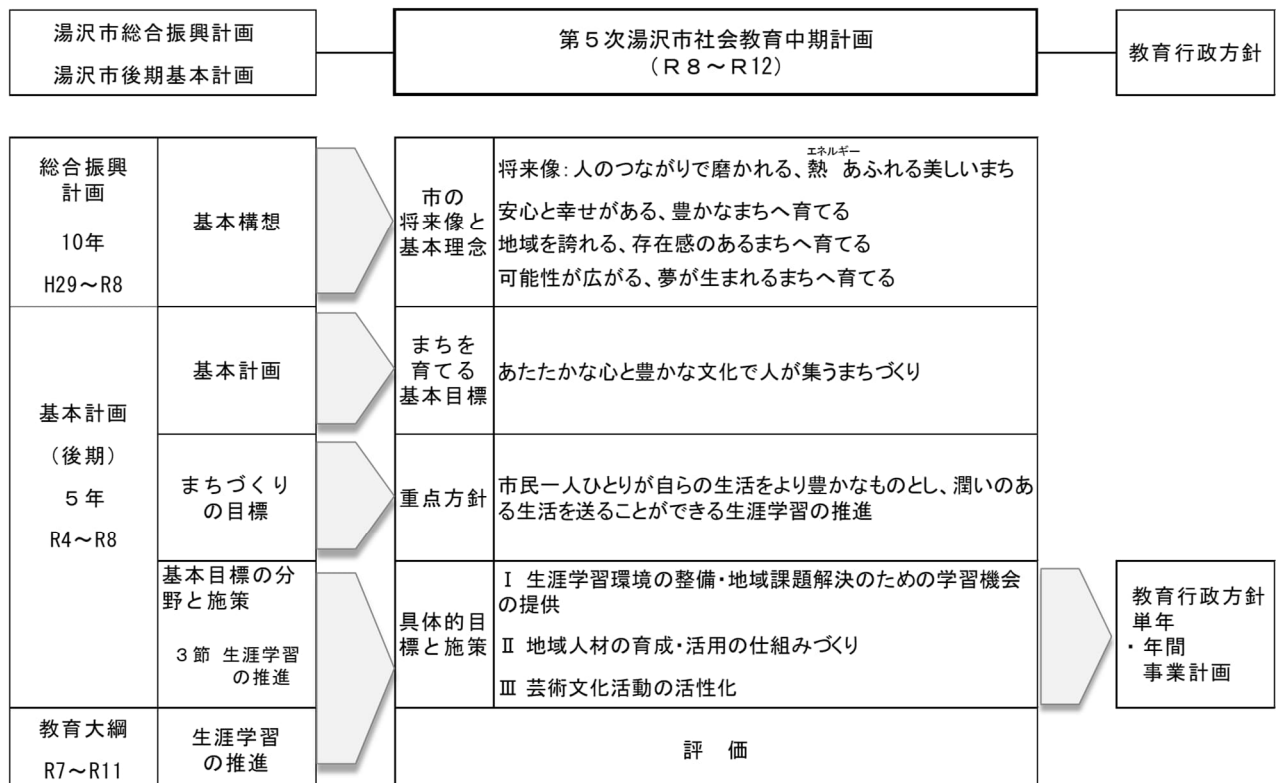 湯沢市総合振興計画
湯沢市後期基本計画
第5次湯沢市社会教育中期計画
(R8～R12)
教育行政方針
総合振興
計画
10年
H29～R8
基本構想
市の
将来像と
基本理念
エネルギー
将来像：人のつながりで磨かれる、熱 あふれる美しいまち
安心と幸せがある、豊かなまちへ育てる
地域を誇れる、存在感のあるまちへ育てる
可能性が広がる、夢が生まれるまちへ育てる
基本計画
(後期)
5年
R4～R8
基本計画
まちを
育てる
基本目標
あたたかな心と豊かな文化で人が集うまちづくり
まちづくり
の目標
重点方針
市民一人ひとりが自らの生活をより豊かなものとし、潤いのあ
る生活を送ることができる生涯学習の推進
基本目標の分
野と施策
3節 生涯学習
の推進
具体的目
標と施策
Ⅰ 生涯学習環境の整備・地域課題解決のための学習機会
の提供
Ⅱ 地域人材の育成・活用の仕組みづくり
Ⅲ 芸術文化活動の活性化
教育行政方針
単年
・年間
事業計画
教育大綱
R7～R11
生涯学習
の推進
評 価